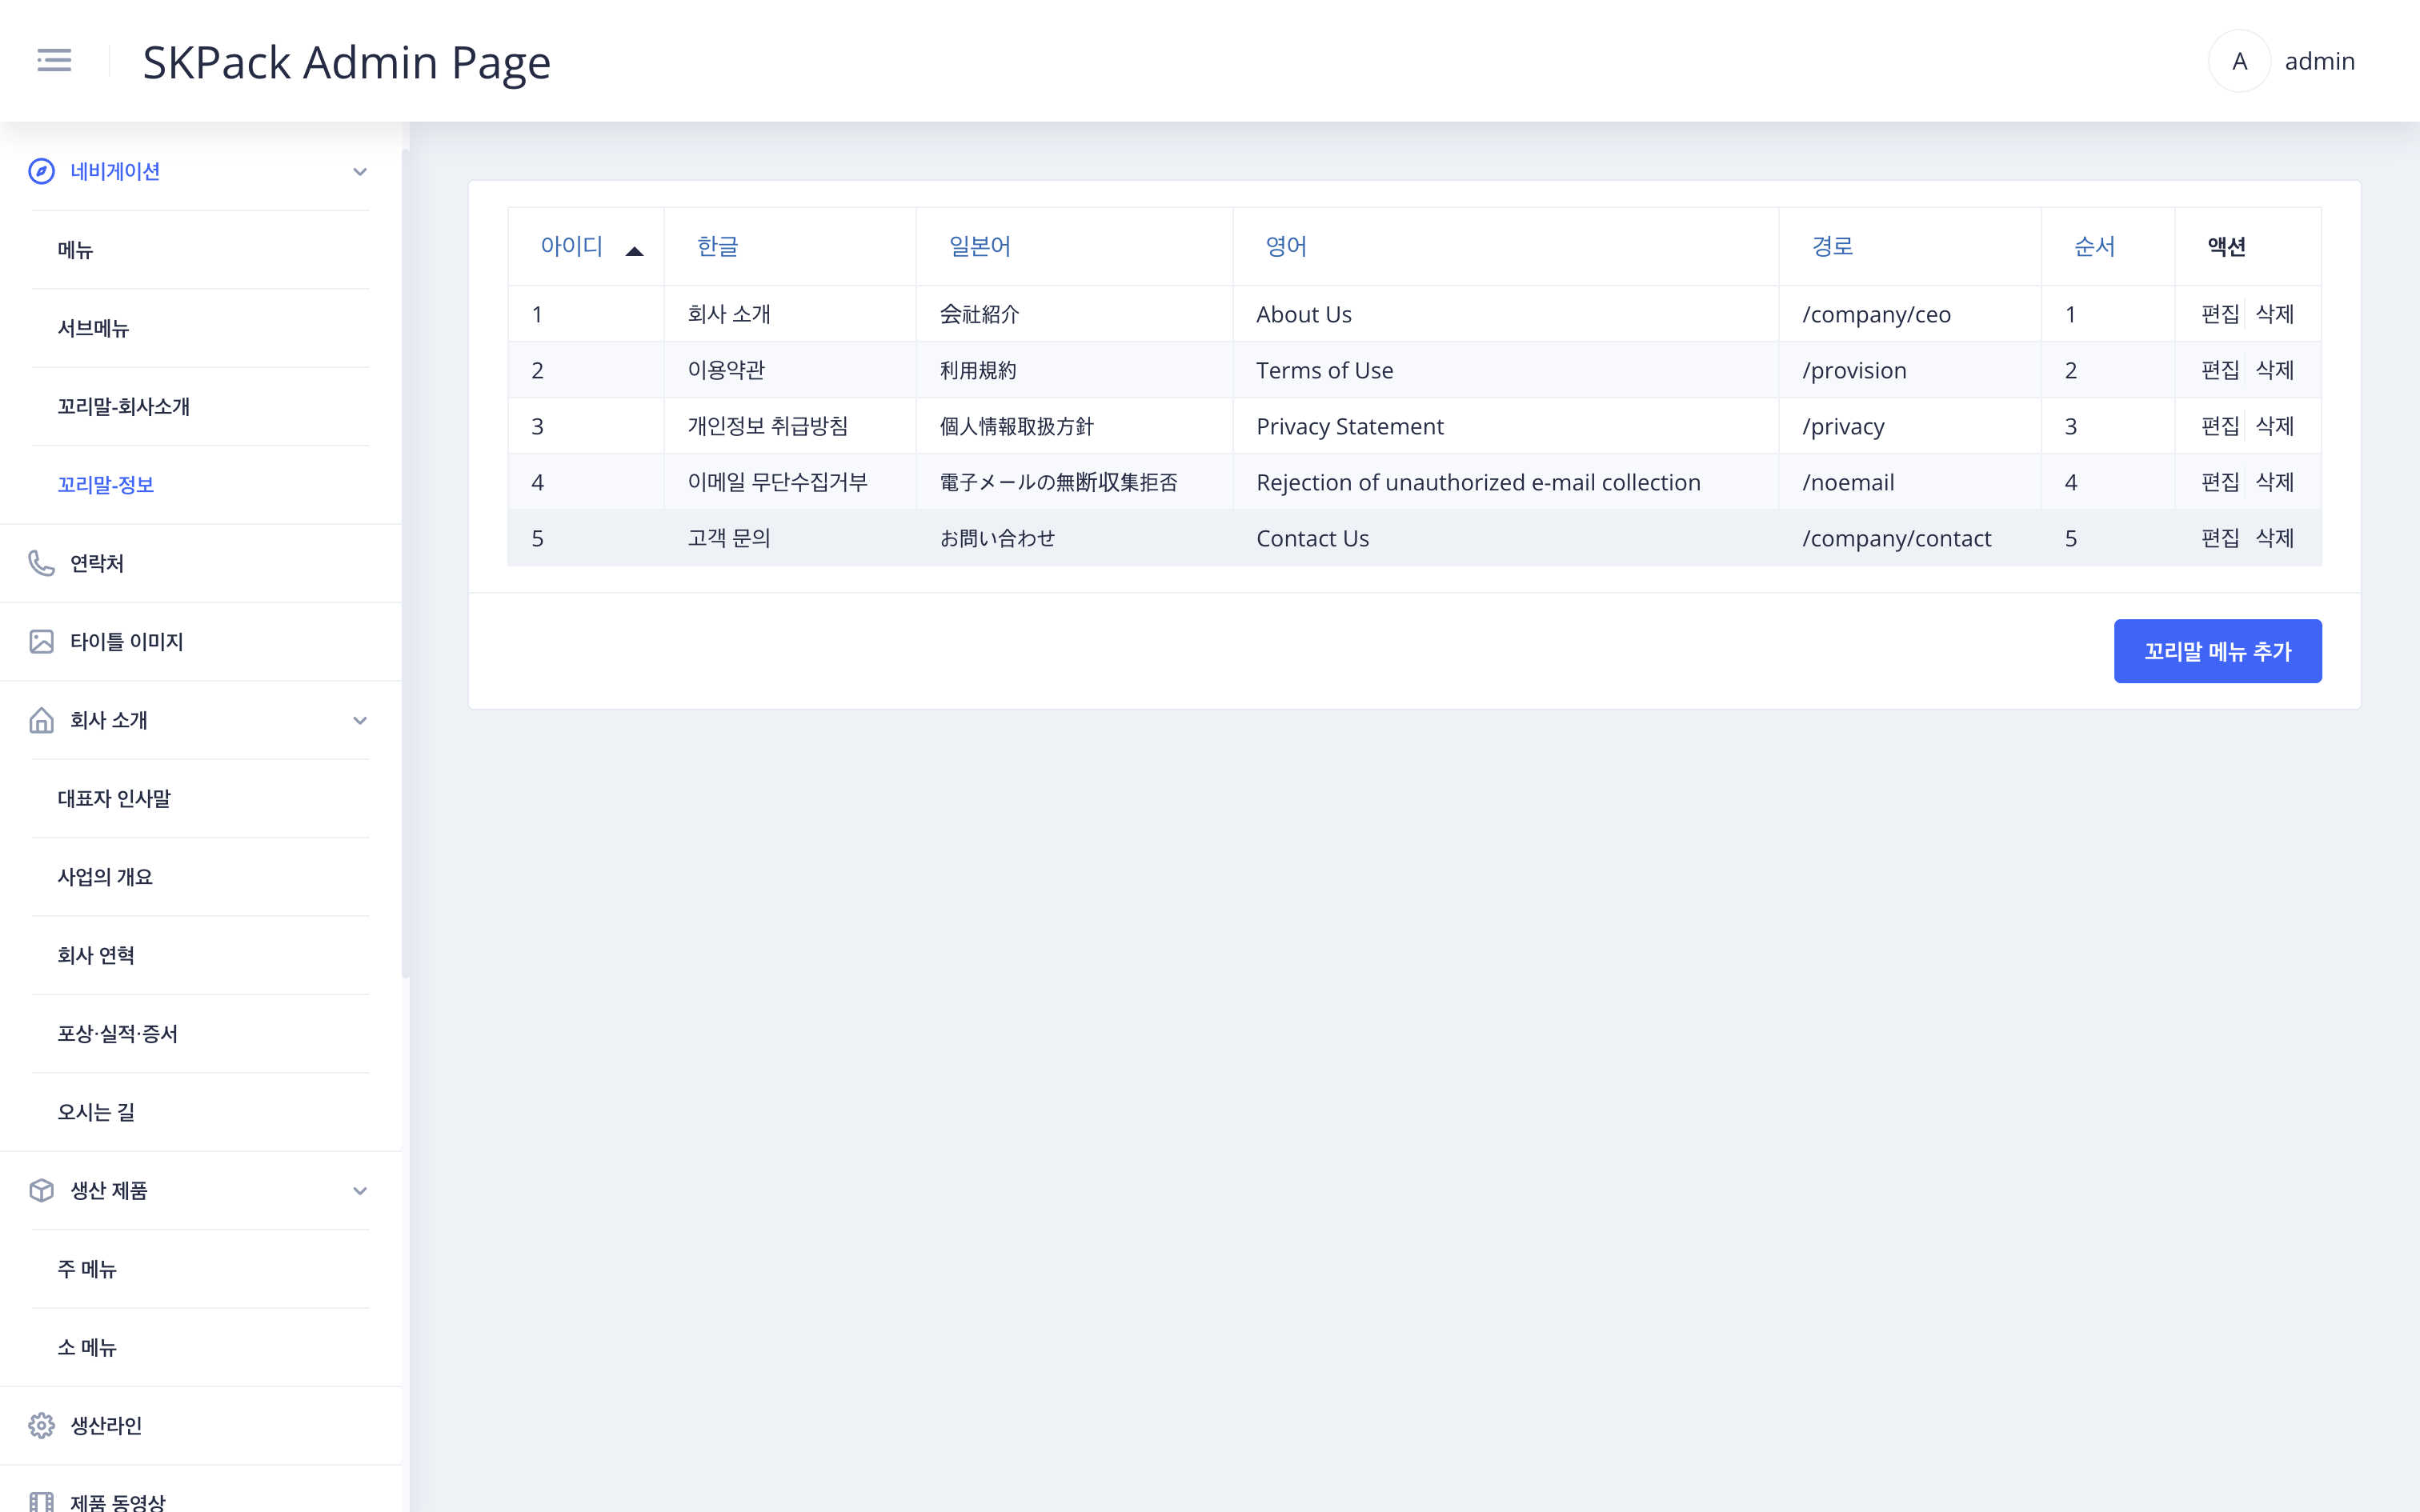 SKPack Admin Page
A admin
네비게이션
메뉴
서브메뉴
꼬리말-회사소개
꼬리말-정보
연락처
타이틀 이미지
회사 소개
대표자 인사말
사업의 개요
회사 연혁
포상·실적·증서
오시는 길
생산 제품
주 메뉴
소 메뉴
생산라인
제품 동영상
아이디 한글 일본어 영어 경로 순서 액션
1 회사 소개 会社紹介 About Us /company/ceo 1 편집 삭제
2 이용약관 利用規約 Terms of Use /provision 2 편집 삭제
3 개인정보 취급방침 個人情報取扱方針 Privacy Statement /privacy 3 편집 삭제
4 이메일 무단수집거부 電子メールの無断収集拒否 Rejection of unauthorized e-mail collection /noemail 4 편집 삭제
5 고객 문의 お問い合わせ Contact Us /company/contact 5 편집 삭제
꼬리말 메뉴 추가